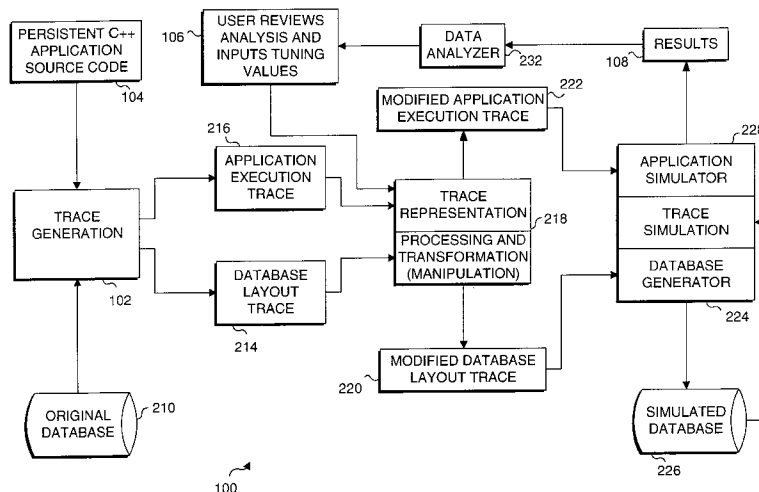 PERSISTENT C++
APPLICATION
SOURCE CODE
104
106
USER REVIEWS
ANALYSIS AND
INPUTS TUNING
VALUES
DATA
ANALYZER
232
RESULTS
108
222
MODIFIED APPLICATION
EXECUTION TRACE
216
APPLICATION
EXECUTION
TRACE
228
APPLICATION
SIMULATOR
TRACE
SIMULATION
DATABASE
GENERATOR
224
TRACE
GENERATION
102
TRACE
REPRESENTATION
218
PROCESSING AND
TRANSFORMATION
(MANIPULATION)
DATABASE
LAYOUT
TRACE
214
220
MODIFIED DATABASE
LAYOUT TRACE
ORIGINAL
DATABASE
210
SIMULATED
DATABASE
226
100